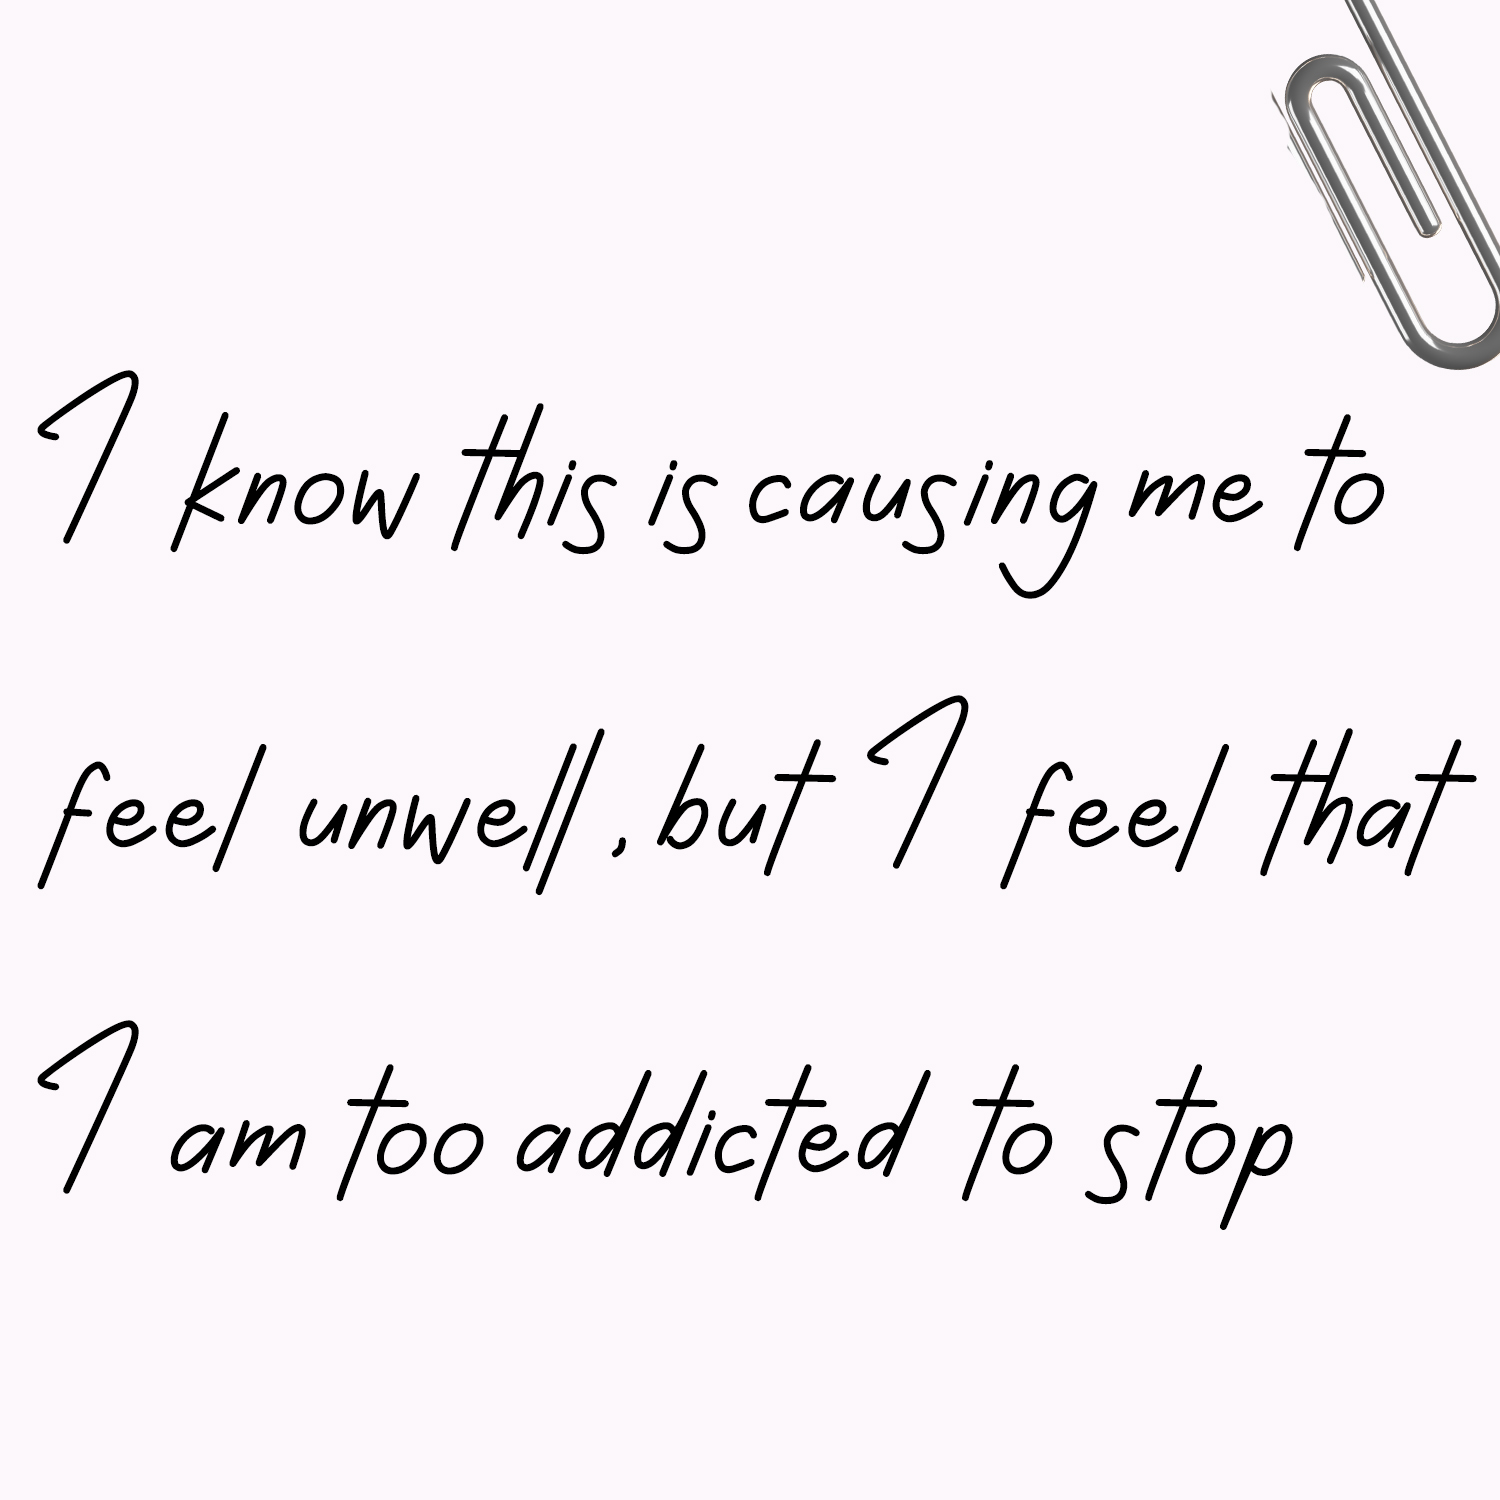 I know this is causing me to
feel unwell, but I feel that
I am too addicted to stop